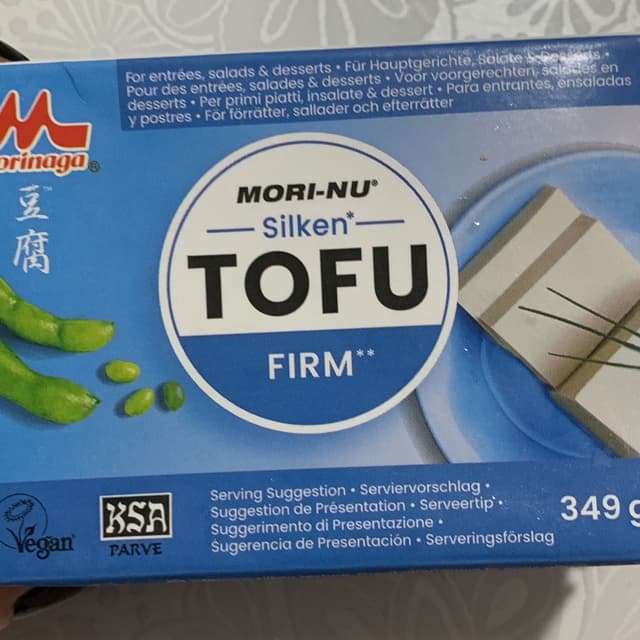 For entrées, salads & desserts • Für Hauptgerichte, Salate & Desserts •
Pour des entrées, salades & desserts • Voor voorgerechten, salades en
desserts • Per primi piatti, insalate & dessert • Para entrantes, ensaladas
y postres • För förrätter, sallader och efterrätter
orinaga®
豆
腐
MORI-NU®
Silken*
TOFU
FIRM**
Vegan
KSA
PARVE
Serving Suggestion • Serviervorschlag •
Suggestion de Présentation • Serveertip •
Suggerimento di Presentazione •
Sugerencia de Presentación • Serveringsförslag
349 g